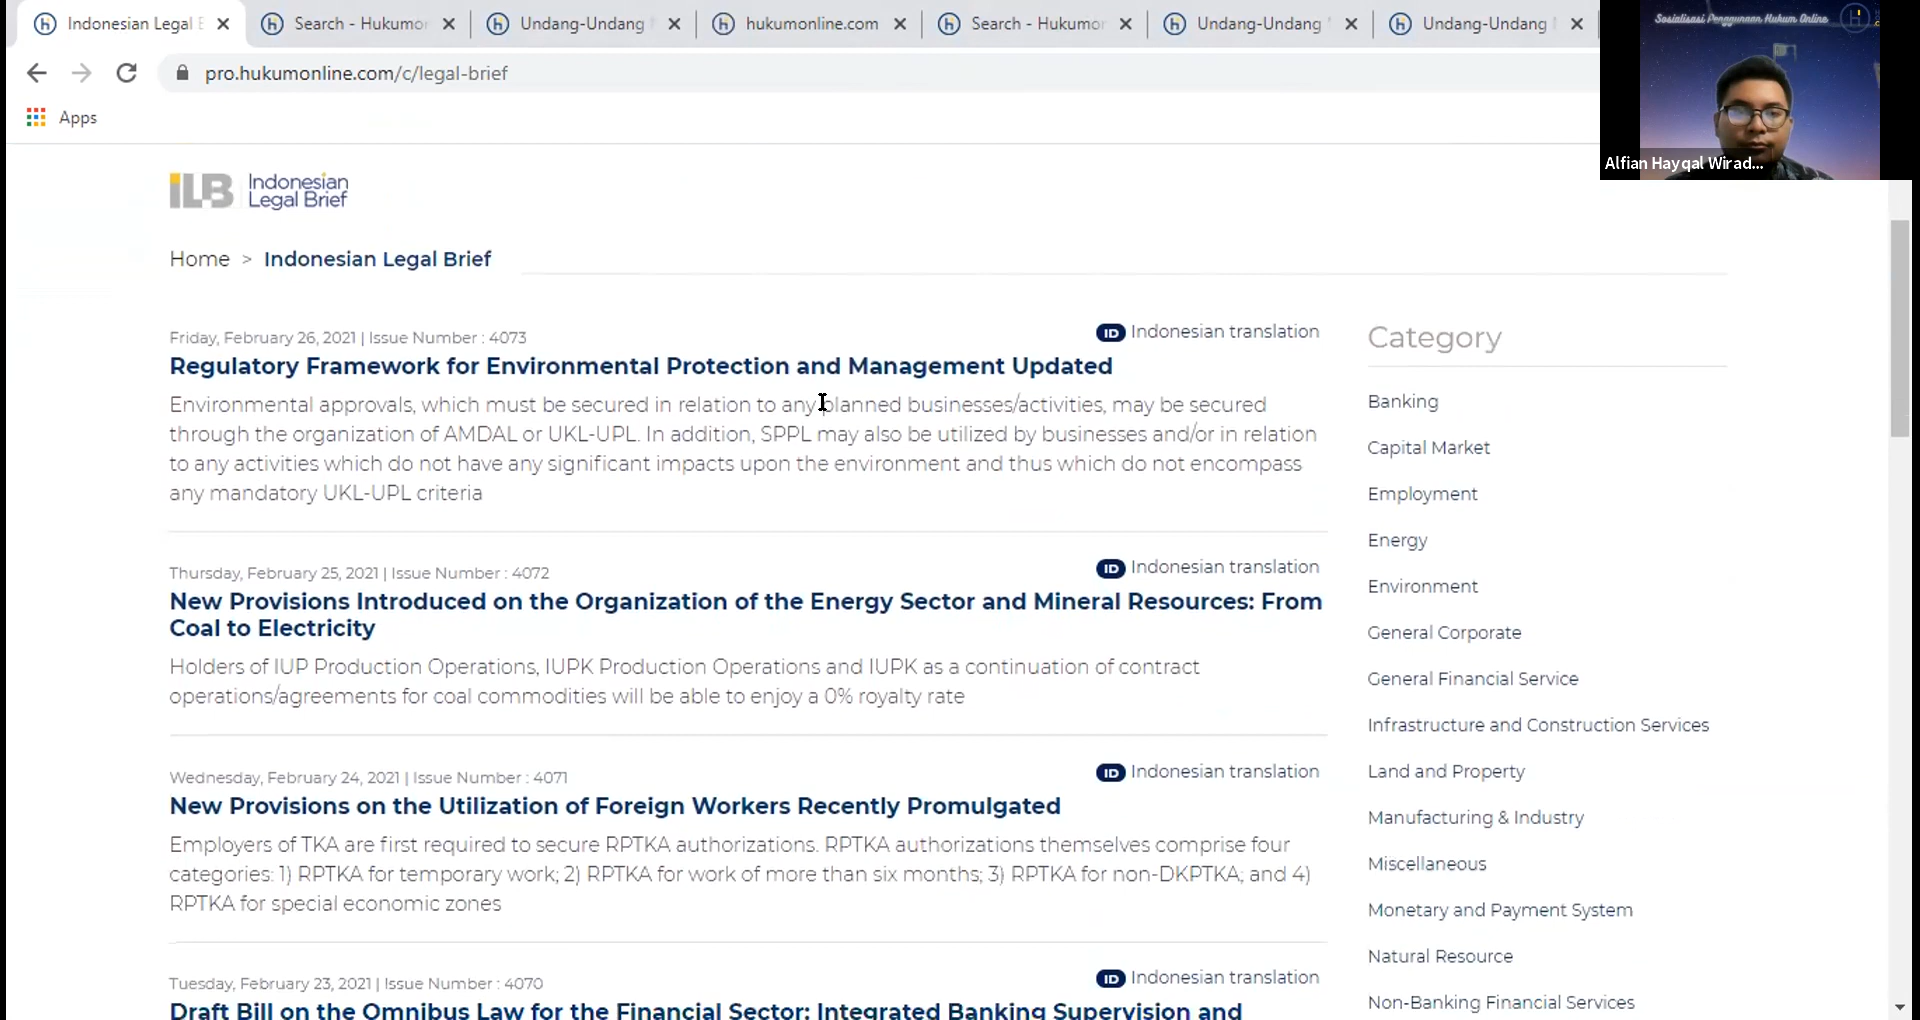 Indonesian Legal
Search - Hukumo
Undang-Undang
hukumonline.com
Search - Hukumo
Undang-Undang
Undang-Undang
Sosialisasi Penggunaan Hukum Online
pro.hukumonline.com/c/legal-brief
Apps
Alfian Hayqal Wirad...
ILB Indonesian
Legal Brief
Home > Indonesian Legal Brief
Friday, February 26, 2021 | Issue Number : 4073
ID Indonesian translation
Regulatory Framework for Environmental Protection and Management Updated
Environmental approvals, which must be secured in relation to any planned businesses/activities, may be secured
through the organization of AMDAL or UKL-UPL. In addition, SPPL may also be utilized by businesses and/or in relation
to any activities which do not have any significant impacts upon the environment and thus which do not encompass
any mandatory UKL-UPL criteria
Thursday, February 25, 2021 | Issue Number : 4072
ID Indonesian translation
New Provisions Introduced on the Organization of the Energy Sector and Mineral Resources: From
Coal to Electricity
Holders of IUP Production Operations, IUPK Production Operations and IUPK as a continuation of contract
operations/agreements for coal commodities will be able to enjoy a 0% royalty rate
Wednesday, February 24, 2021 | Issue Number : 4071
ID Indonesian translation
New Provisions on the Utilization of Foreign Workers Recently Promulgated
Employers of TKA are first required to secure RPTKA authorizations. RPTKA authorizations themselves comprise four
categories: 1) RPTKA for temporary work; 2) RPTKA for work of more than six months; 3) RPTKA for non-DKPTKA; and 4)
RPTKA for special economic zones
Tuesday, February 23, 2021 | Issue Number : 4070
ID Indonesian translation
Draft Bill on the Omnibus Law for the Financial Sector: Integrated Banking Supervision and
Category
Banking
Capital Market
Employment
Energy
Environment
General Corporate
General Financial Service
Infrastructure and Construction Services
Land and Property
Manufacturing & Industry
Miscellaneous
Monetary and Payment System
Natural Resource
Non-Banking Financial Services